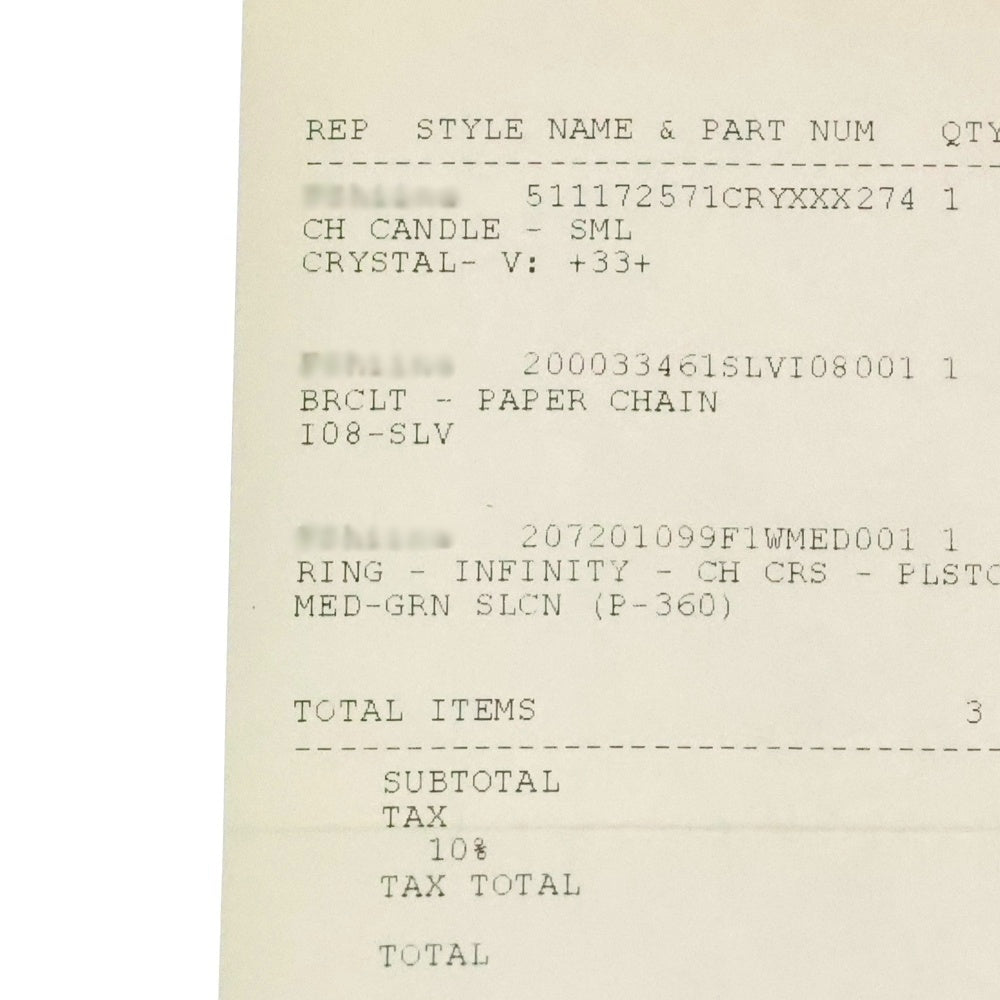 REP STYLE NAME & PART NUM QTY
511172571CRYXXX274 1
CH CANDLE - SML
CRYSTAL- V: +33+
200033461SLVI08001 1
BRCLT - PAPER CHAIN
I08-SLV
207201099F1WMED001 1
RING - INFINITY - CH CRS - PLSTC
MED-GRN SLCN (P-360)
TOTAL ITEMS 3
SUBTOTAL
TAX
10%
TAX TOTAL
TOTAL